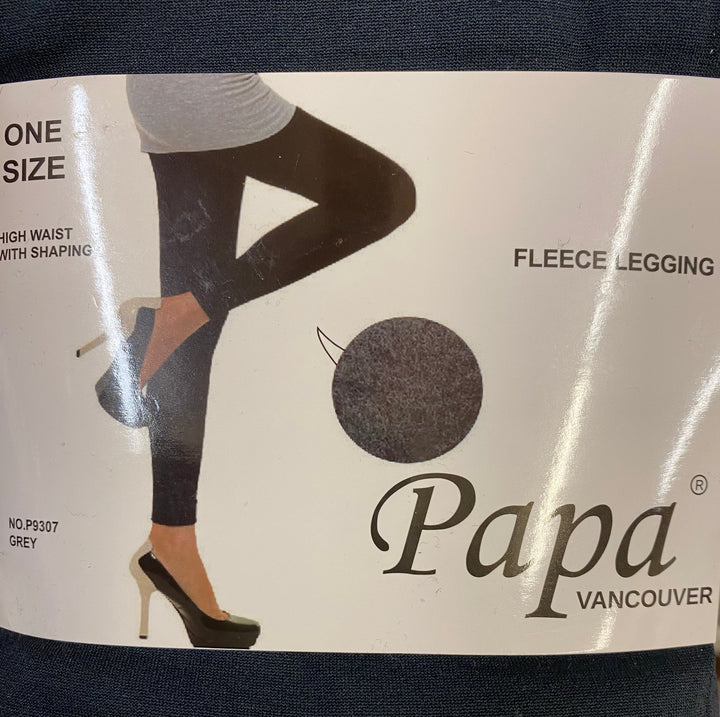 ONE
SIZE
HIGH WAIST
WITH SHAPING
FLEECE LEGGING
NO.P9307
GREY
Papa ®
VANCOUVER